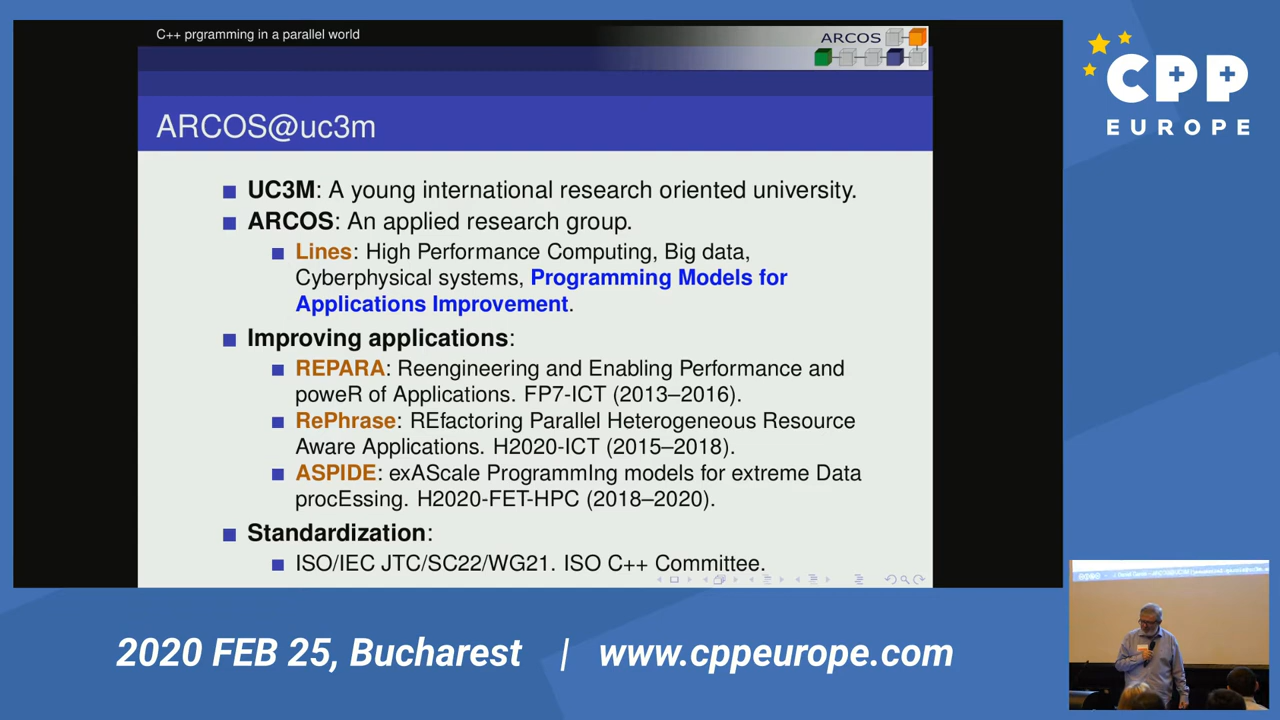 C++ prgramming in a parallel world
ARCOS
CPP
EUROPE
ARCOS@uc3m
UC3M: A young international research oriented university.
ARCOS: An applied research group.
Lines: High Performance Computing, Big data,
Cyberphysical systems, Programming Models for
Applications Improvement.
Improving applications:
REPARA: Reengineering and Enabling Performance and
poweR of Applications. FP7-ICT (2013–2016).
RePhrase: REfactoring Parallel Heterogeneous Resource
Aware Applications. H2020-ICT (2015–2018).
ASPIDE: exAScale ProgrammIng models for extreme Data
procEssing. H2020-FET-HPC (2018–2020).
Standardization:
ISO/IEC JTC/SC22/WG21. ISO C++ Committee.
2020 FEB 25, Bucharest | www.cppeurope.com